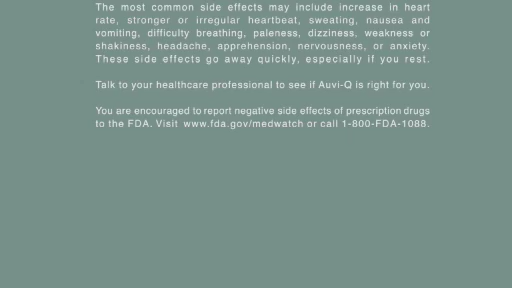 The most common side effects may include increase in heart
rate, stronger or irregular heartbeat, sweating, nausea and
vomiting, difficulty breathing, paleness, dizziness, weakness or
shakiness, headache, apprehension, nervousness, or anxiety.
These side effects go away quickly, especially if you rest.
Talk to your healthcare professional to see if Auvi-Q is right for you.
You are encouraged to report negative side effects of prescription drugs
to the FDA. Visit www.fda.gov/medwatch or call 1-800-FDA-1088.